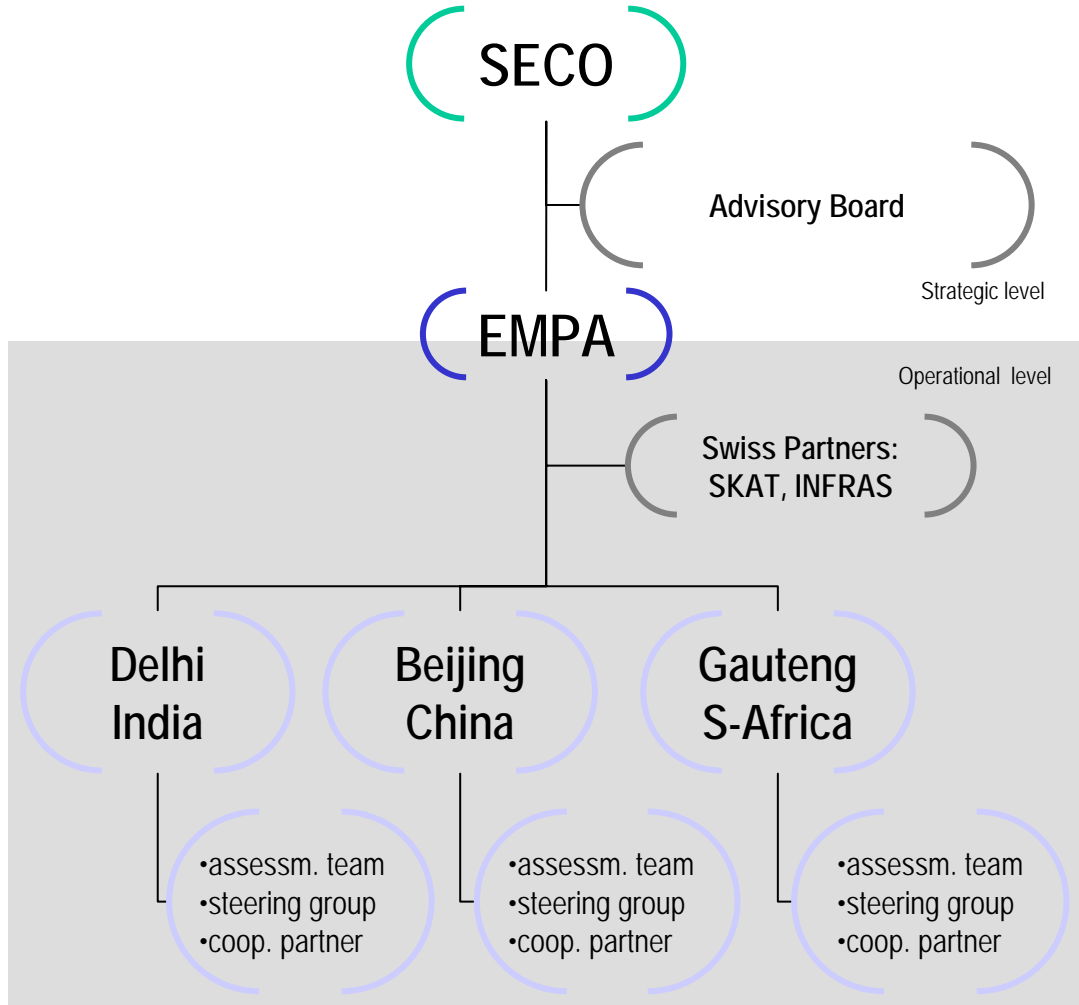 SECO
Advisory Board
Strategic level
EMPA
Operational level
Swiss Partners:
SKAT, INFRAS
Delhi
India
Beijing
China
Gauteng
S-Africa
•assessm. team
•steering group
•coop. partner
•assessm. team
•steering group
•coop. partner
•assessm. team
•steering group
•coop. partner